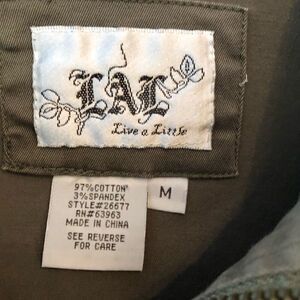 LAL
Live a Little
97%COTTON
3%SPANDEX
STYLE#26677
RN#63963
MADE IN CHINA
SEE REVERSE
FOR CARE
M